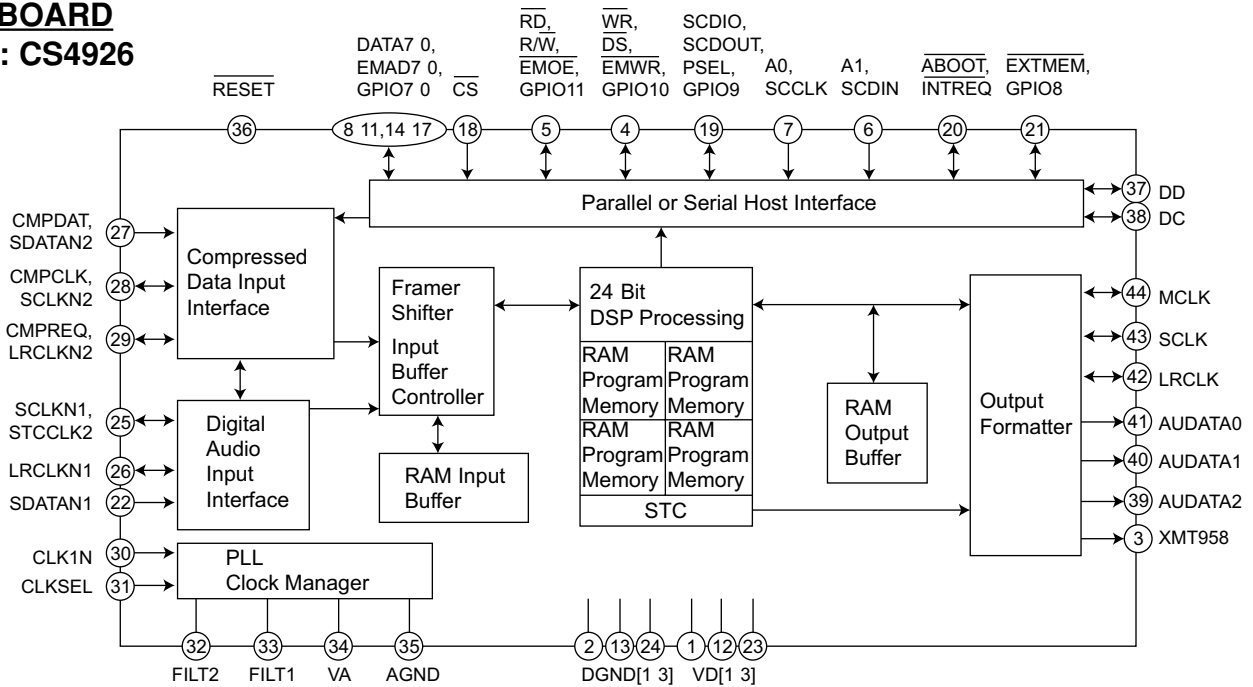 BOARD
: CS4926
RESET
DATA7 0,
EMAD7 0,
GPIO7 0
CS
RD,
R/W,
EMOE,
GPIO11
WR,
DS,
EMWR,
GPIO10
SCDIO,
SCDOUT,
PSEL,
GPIO9
A0,
SCCLK
A1,
SCDIN
ABOOT,
INTREQ
EXTMEM,
GPIO8
36
8 11,14 17
18
5
4
19
7
6
20
21
Parallel or Serial Host Interface
37
DD
38
DC
CMPDAT,
SDATAN2
27
CMPCLK,
SCLKN2
28
CMPREQ,
LRCLKN2
29
Compressed
Data Input
Interface
Framer
Shifter
Input
Buffer
Controller
24 Bit
DSP Processing
RAM
Program
Memory
RAM
Program
Memory
RAM
Program
Memory
RAM
Program
Memory
STC
RAM
Output
Buffer
Output
Formatter
44
MCLK
43
SCLK
42
LRCLK
41
AUDATA0
40
AUDATA1
39
AUDATA2
3
XMT958
SCLKN1,
STCCLK2
25
LRCLKN1
26
SDATAN1
22
Digital
Audio
Input
Interface
RAM Input
Buffer
CLK1N
30
CLKSEL
31
PLL
Clock Manager
32
33
34
35
2
13
24
1
12
23
FILT2
FILT1
VA
AGND
DGND[1 3]
VD[1 3]